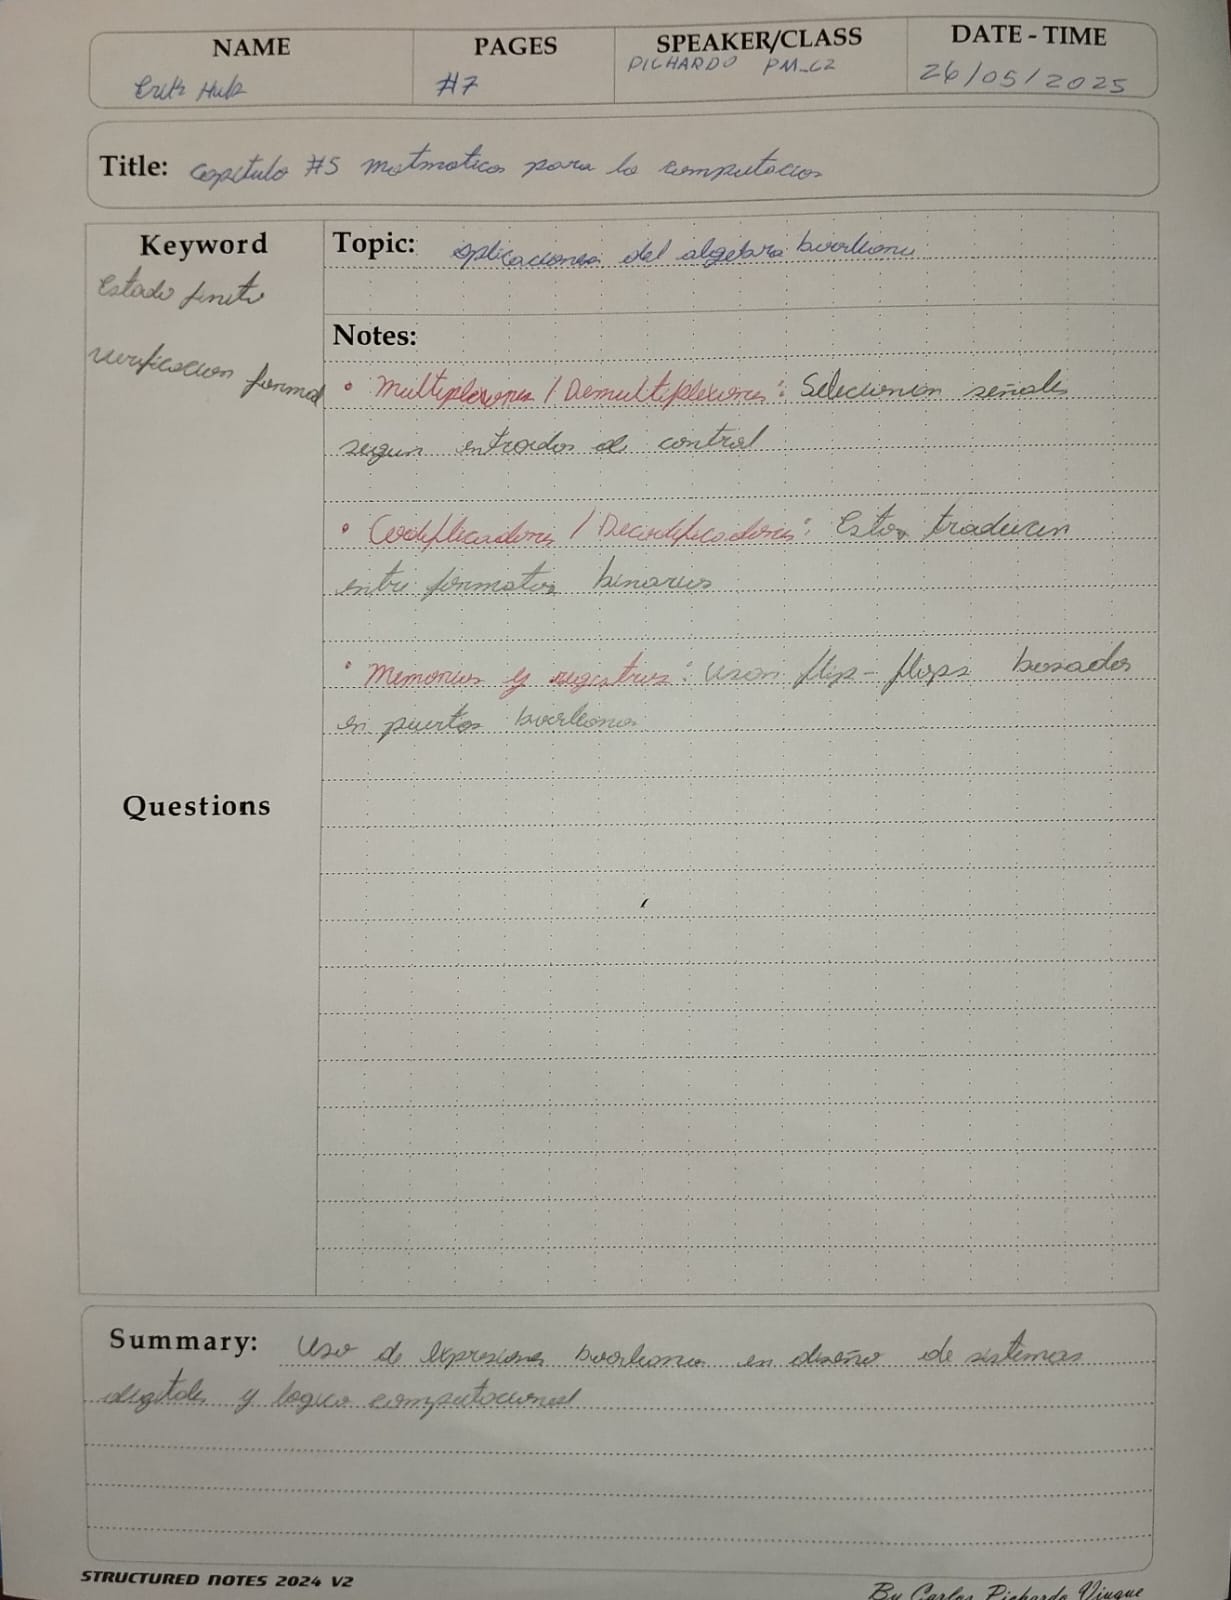 NAME PAGES SPEAKER/CLASS DATE - TIME
Erik #7 PICHARDO PM_C2 26/05/2025
Title: Capitulo #5 Matmatica para la computacion
Keyword
Estado finito
verificacion formal
Questions
Topic: Aplicaciones del algebra booleana
Notes:
• Multiplexores / Demultiplexores: Selecionan señales
segun entradas de control
• Codificadores / Decodificadores: Estos traducen
entre formatos binarios
• Memorias y registros: Usan flip-flops basados
en puertas booleanas
Summary: Uso de expresiones booleanas en diseño de sistemas
digitales y logica computacional
STRUCTURED NOTES 2024 V2
By Carlos Pichardo Viuque